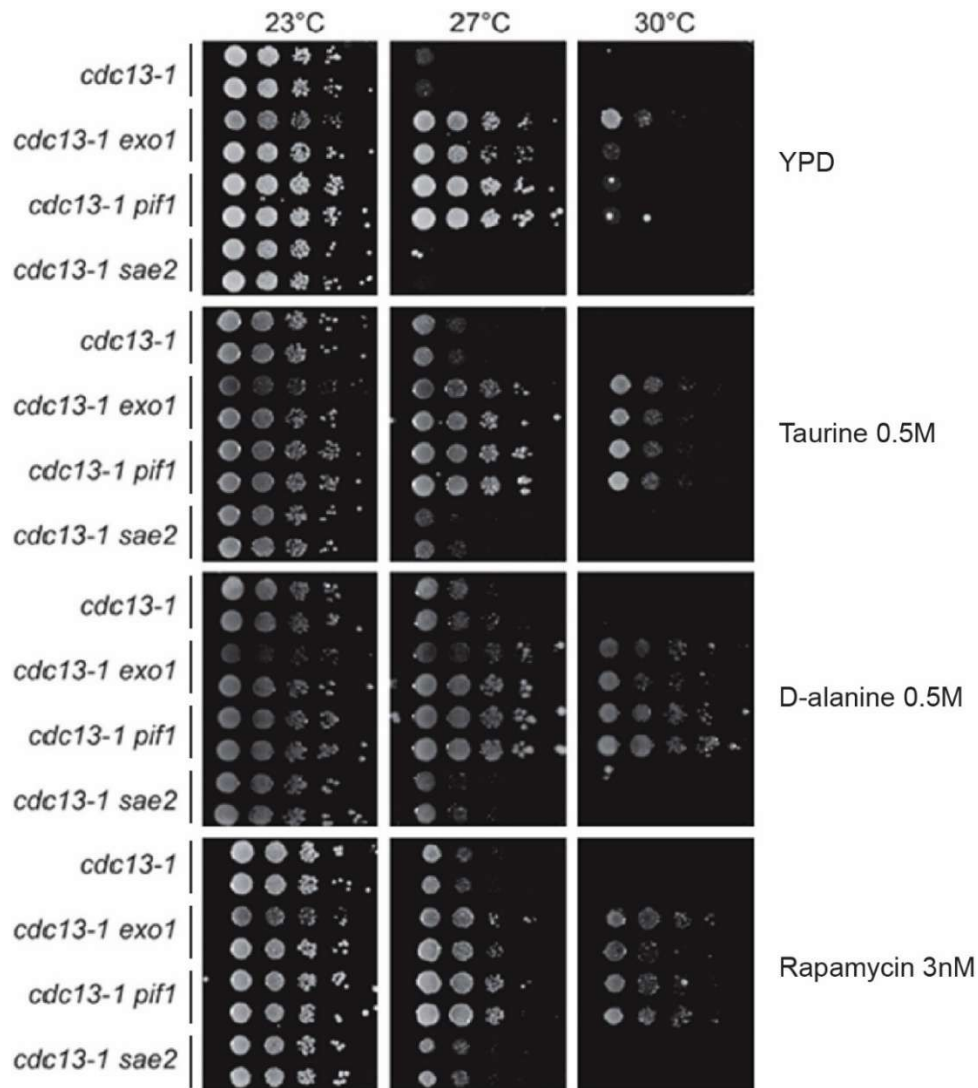 23°C 27°C 30°C
cdc13-1
cdc13-1 exo1
cdc13-1 pif1
cdc13-1 sae2
YPD
cdc13-1
cdc13-1 exo1
cdc13-1 pif1
cdc13-1 sae2
Taurine 0.5M
cdc13-1
cdc13-1 exo1
cdc13-1 pif1
cdc13-1 sae2
D-alanine 0.5M
cdc13-1
cdc13-1 exo1
cdc13-1 pif1
cdc13-1 sae2
Rapamycin 3nM